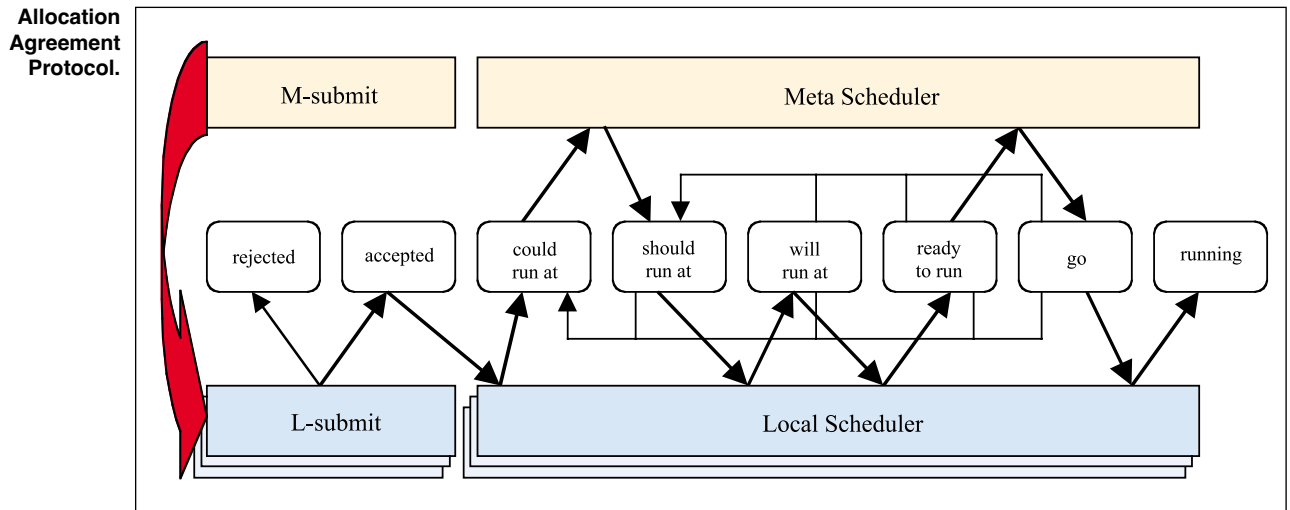 Allocation
Agreement
Protocol.
M-submit
Meta Scheduler
rejected
accepted
could
run at
should
run at
will
run at
ready
to run
go
running
L-submit
Local Scheduler